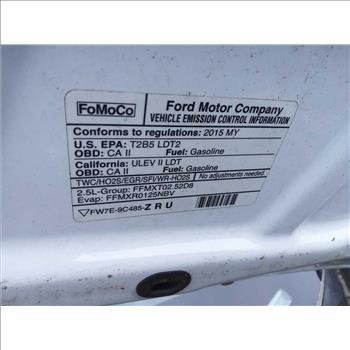 FoMoCo
Ford Motor Company
VEHICLE EMISSION CONTROL INFORMATION
Conforms to regulations: 2015 MY
U.S. EPA: T2B5 LDT2
OBD: CA II Fuel: Gasoline
California: ULEV II LDT
OBD: CA II Fuel: Gasoline
TWC/HO2S/EGR/SFI/WR-HO2S No adjustments needed.
2.5L-Group: FFMXT02.52D8
Evap: FFMXR0125NBV
FW7E-9C485-ZRU